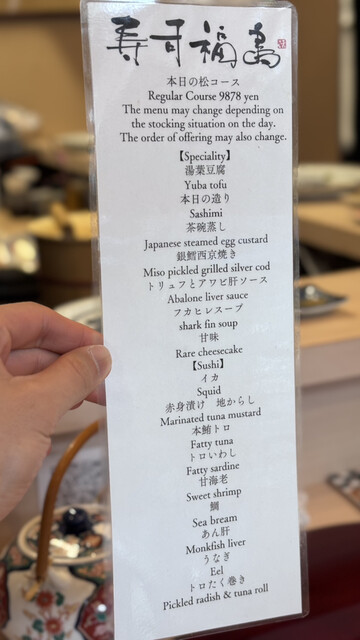 寿司福島
本日の松コース
Regular Course 9878 yen
The menu may change depending on
the stocking situation on the day.
The order of offering may also change.
【Speciality】
湯葉豆腐
Yuba tofu
本日の造り
Sashimi
茶碗蒸し
Japanese steamed egg custard
銀鱈西京焼き
Miso pickled grilled silver cod
トリュフとアワビ肝ソース
Abalone liver sauce
フカヒレスープ
shark fin soup
甘味
Rare cheesecake
【Sushi】
イカ
Squid
赤身漬け　地からし
Marinated tuna mustard
本鮪トロ
Fatty tuna
トロいわし
Fatty sardine
甘海老
Sweet shrimp
鯛
Sea bream
あん肝
Monkfish liver
うなぎ
Eel
トロたく巻き
Pickled radish & tuna roll